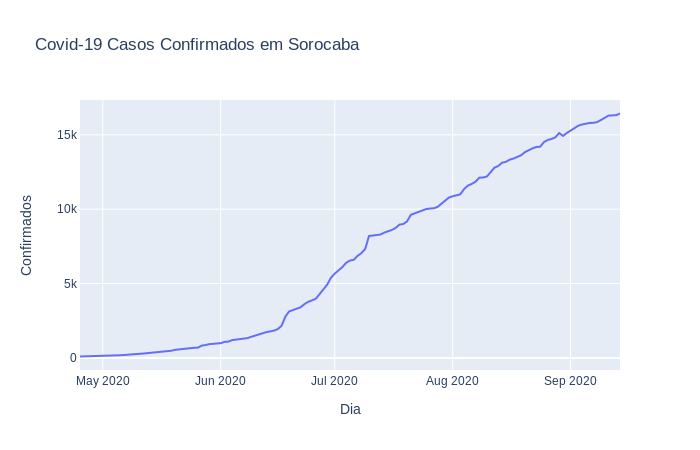 Covid-19 Casos Confirmados em Sorocaba
Confirmados
15k
10k
5k
0
May 2020 Jun 2020 Jul 2020 Aug 2020 Sep 2020
Dia